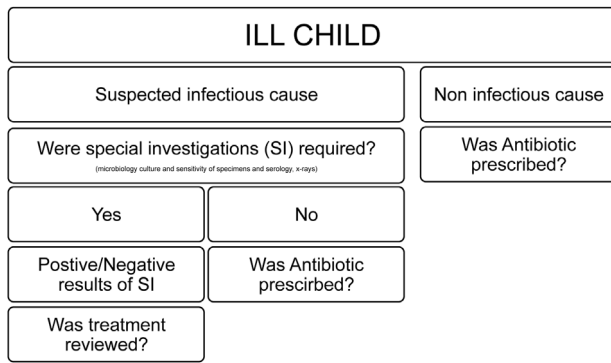 ILL CHILD
Suspected infectious cause
Non infectious cause
Were special investigations (SI) required?
(microbiology culture and sensitivity of specimens and serology, x-rays)
Was Antibiotic
prescribed?
Yes
No
Postive/Negative
results of SI
Was Antibiotic
prescirbed?
Was treatment
reviewed?